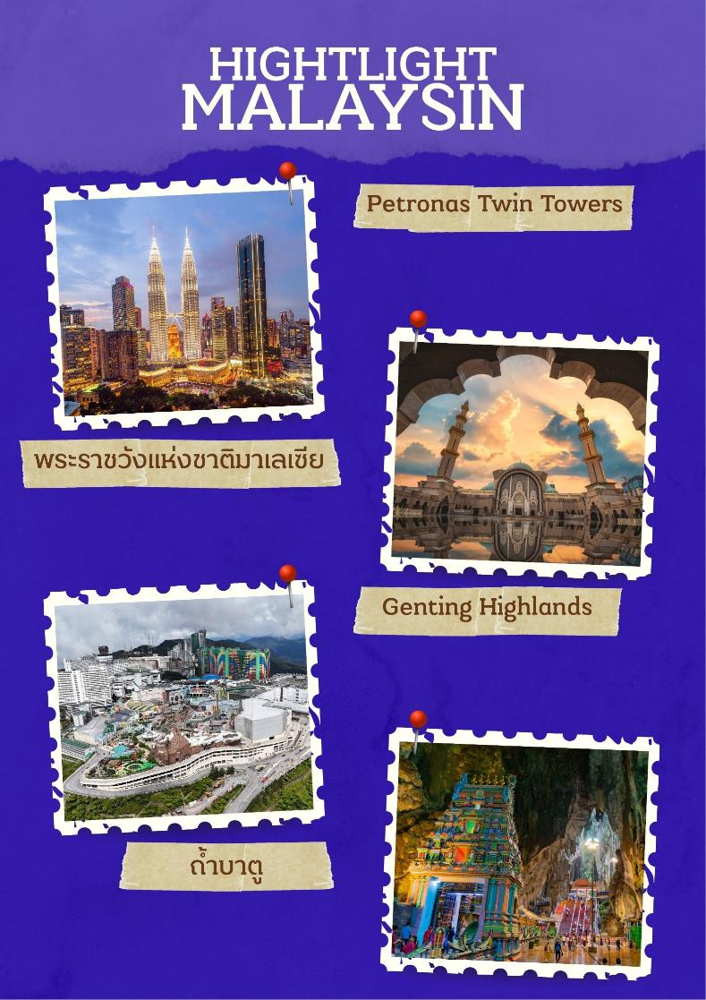 HIGHTLIGHT
MALAYSIN
Petronas Twin Towers
พระราชวังแห่งชาติมาเลเซีย
Genting Highlands
ถ้ำบาตู